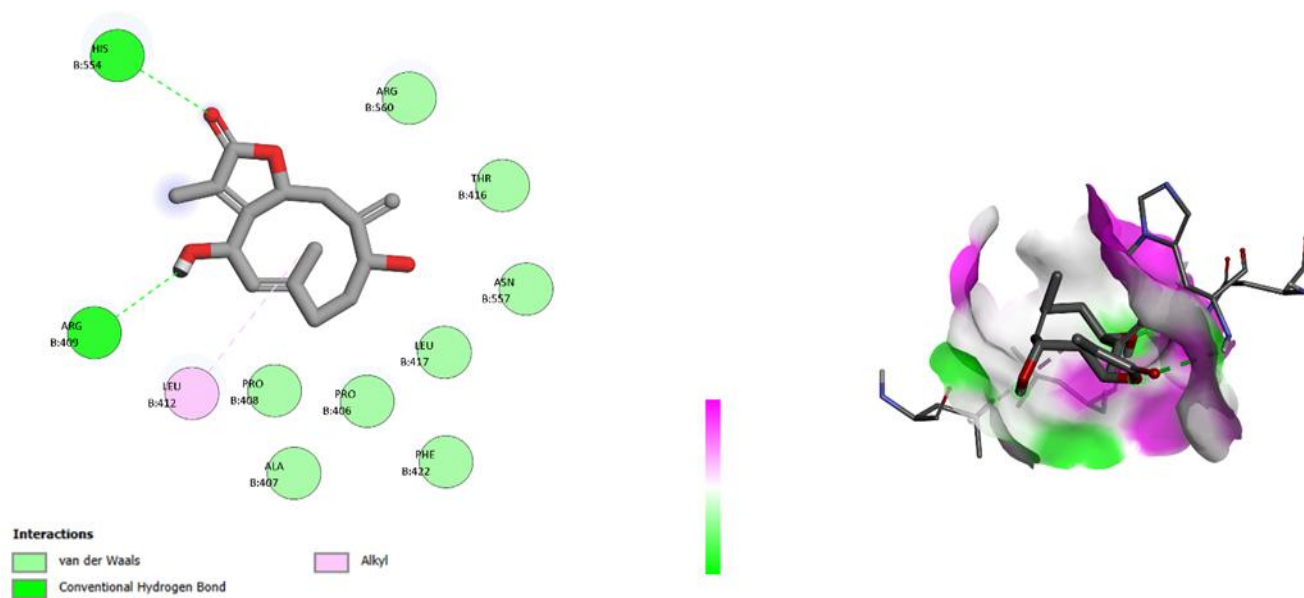 HIS
B:554
ARG
B:560
THR
B:416
ASN
B:557
ARG
B:409
LEU
B:417
LEU
B:412
PRO
B:408
PRO
B:406
ALA
B:407
PHE
B:422
Interactions
van der Waals
Alkyl
Conventional Hydrogen Bond